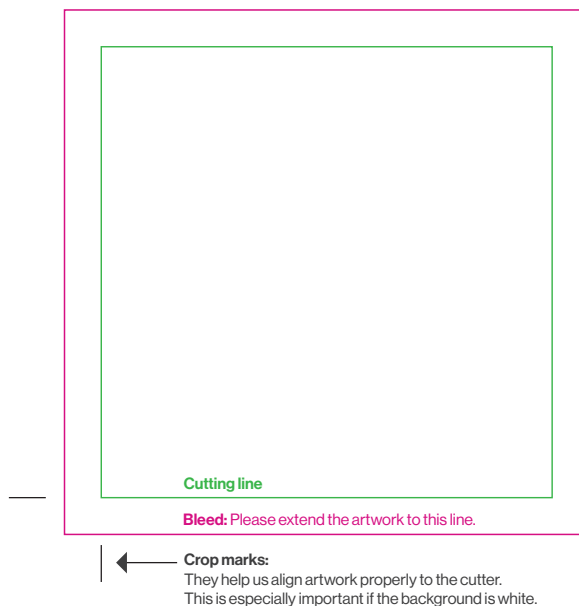 Cutting line
Bleed: Please extend the artwork to this line.
Crop marks:
They help us align artwork properly to the cutter.
This is especially important if the background is white.